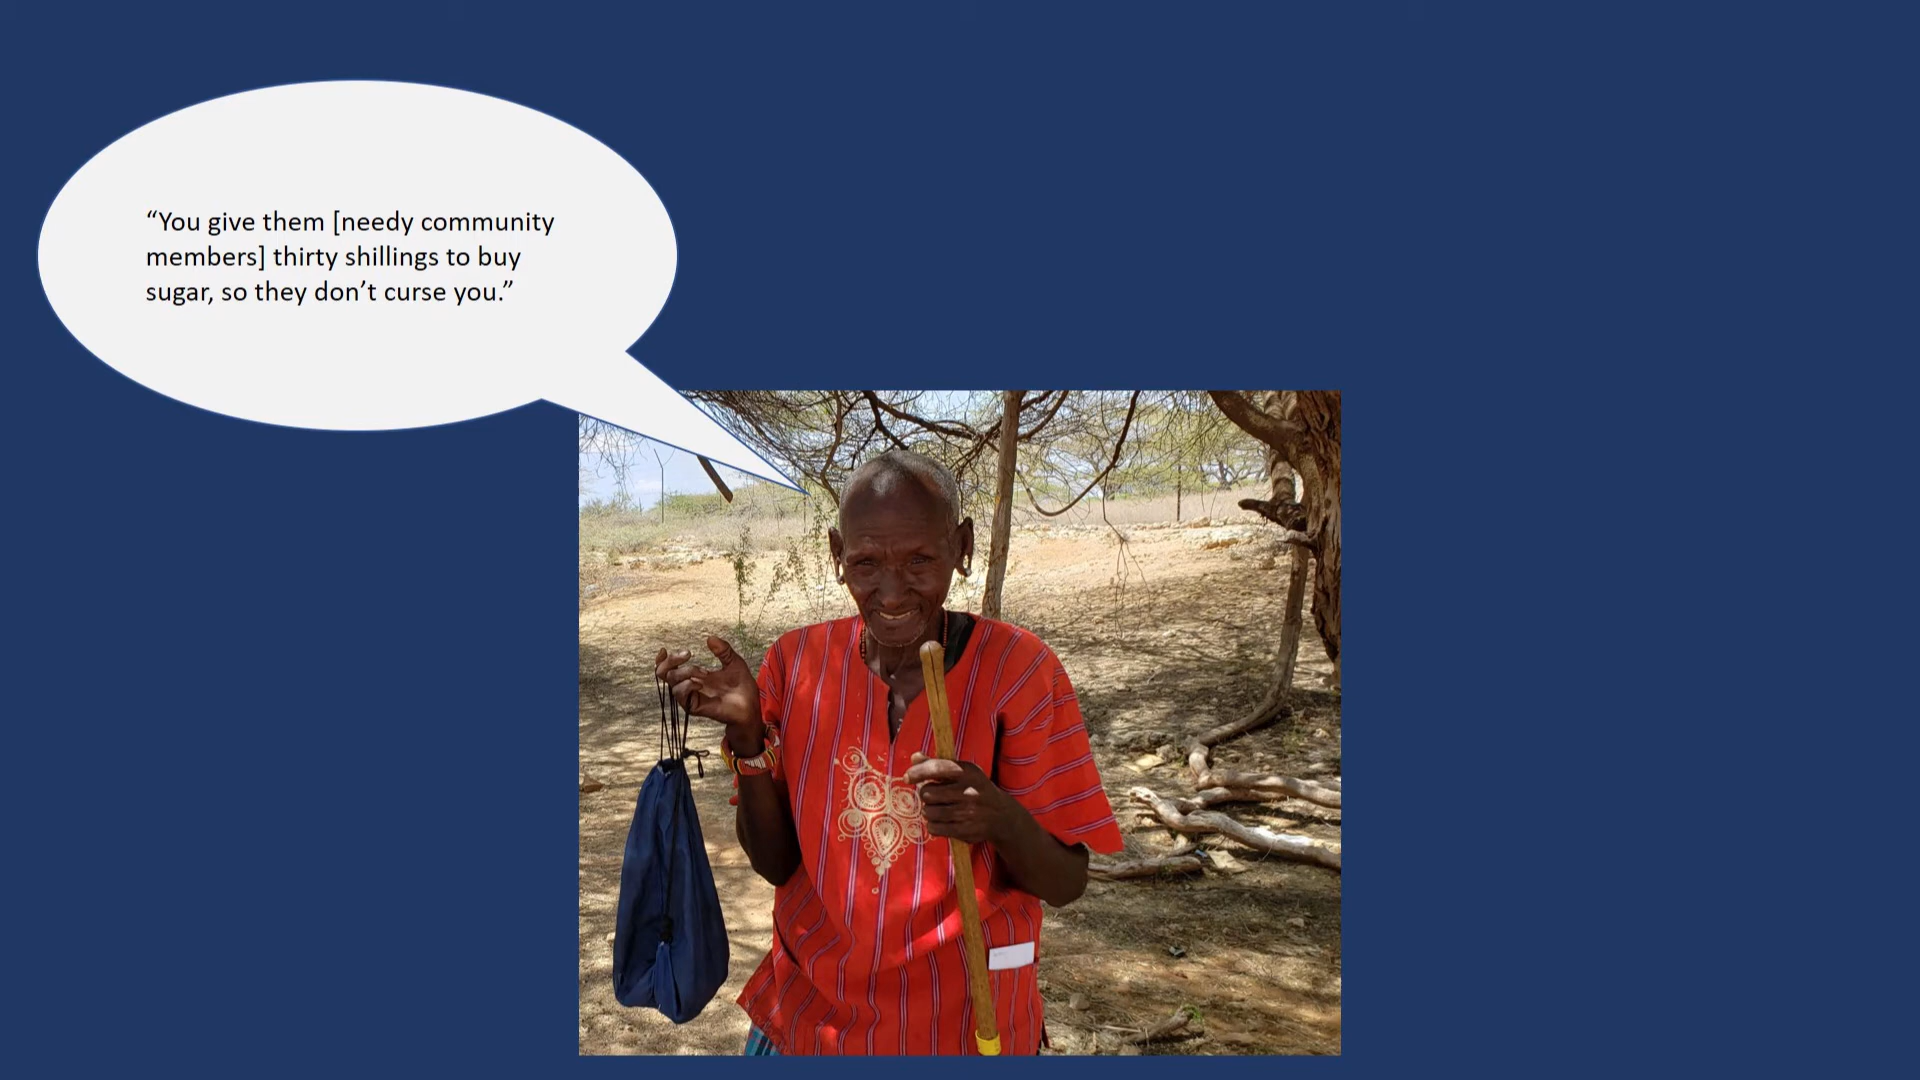 “You give them [needy community
members] thirty shillings to buy
sugar, so they don’t curse you.”